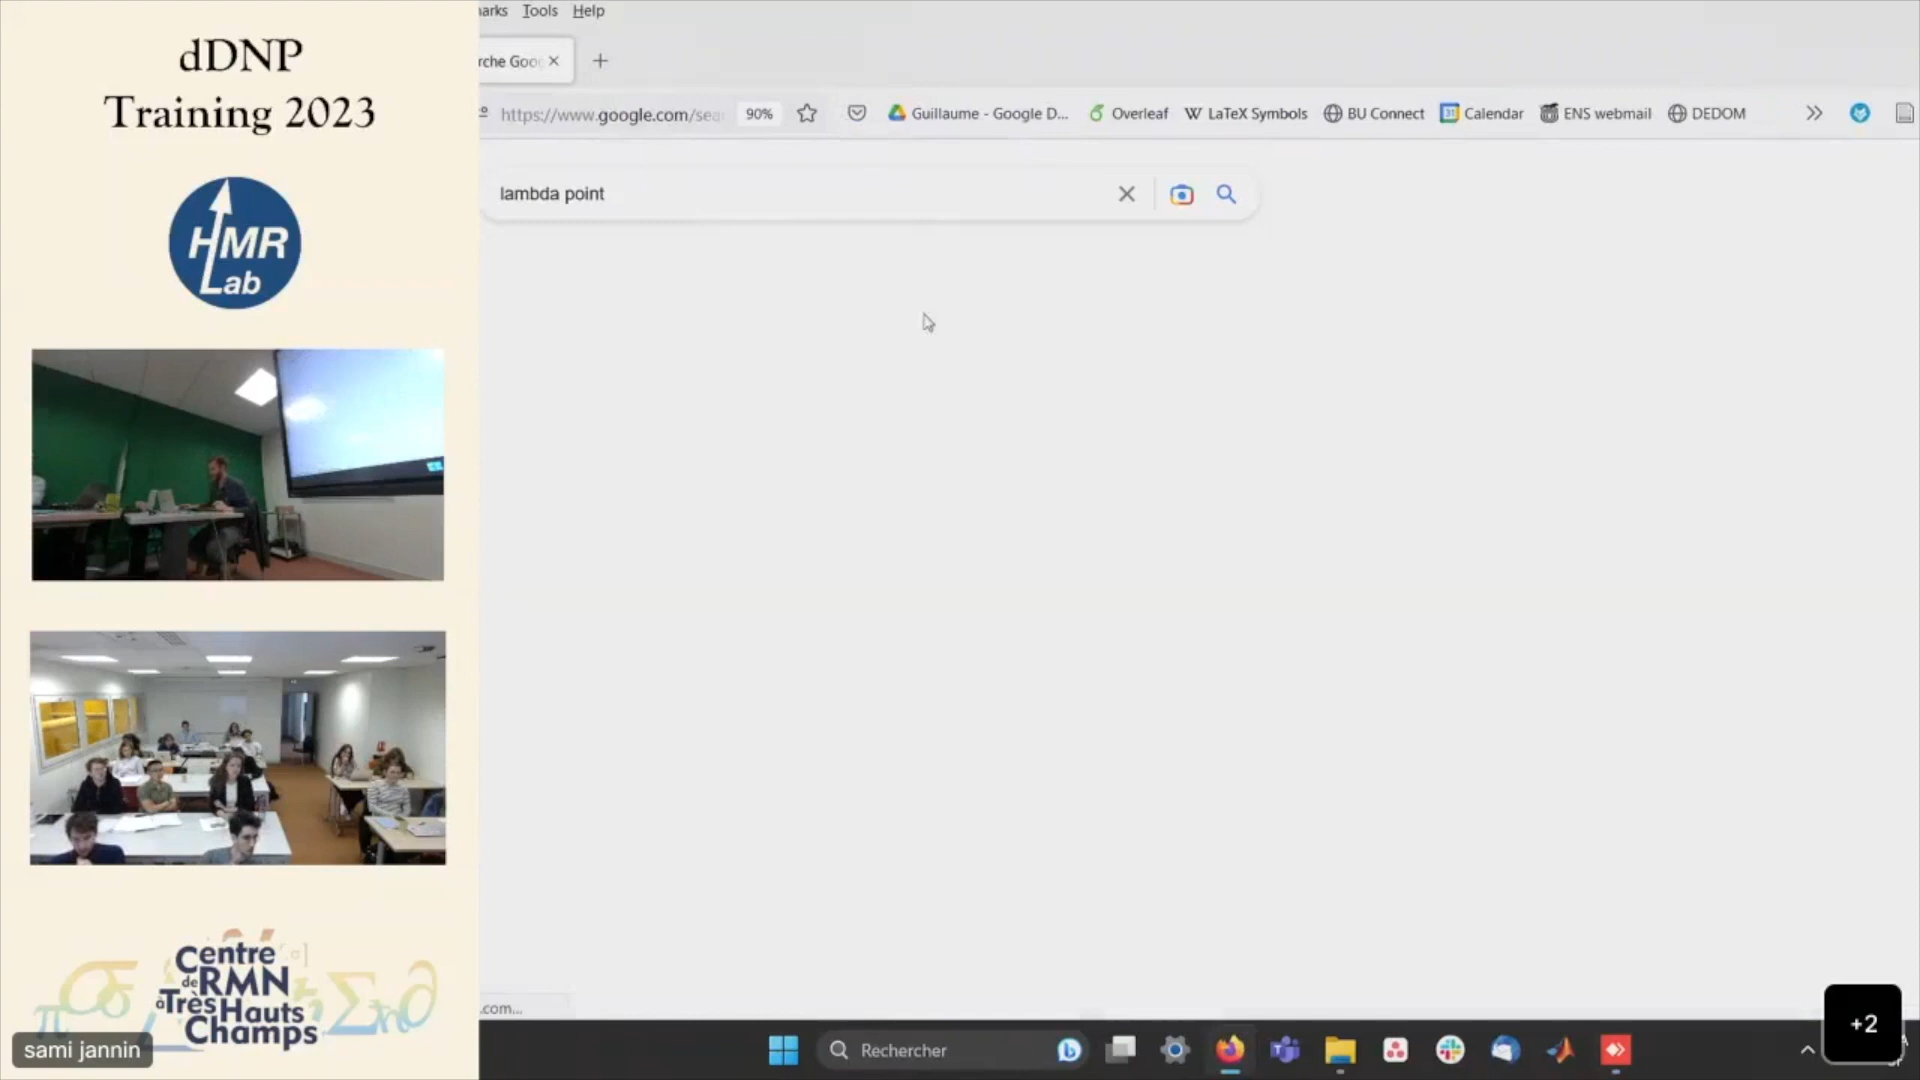 dDNP
Training 2023
HMR
Lab
Centre
de RMN
à Très Hauts
Champs
sami jannin
arks Tools Help
rche Goo
https://www.google.com/sea
90%
Guillaume - Google D...
Overleaf
LaTeX Symbols
BU Connect
31
Calendar
ENS webmail
DEDOM
lambda point
.com...
Rechercher
+2